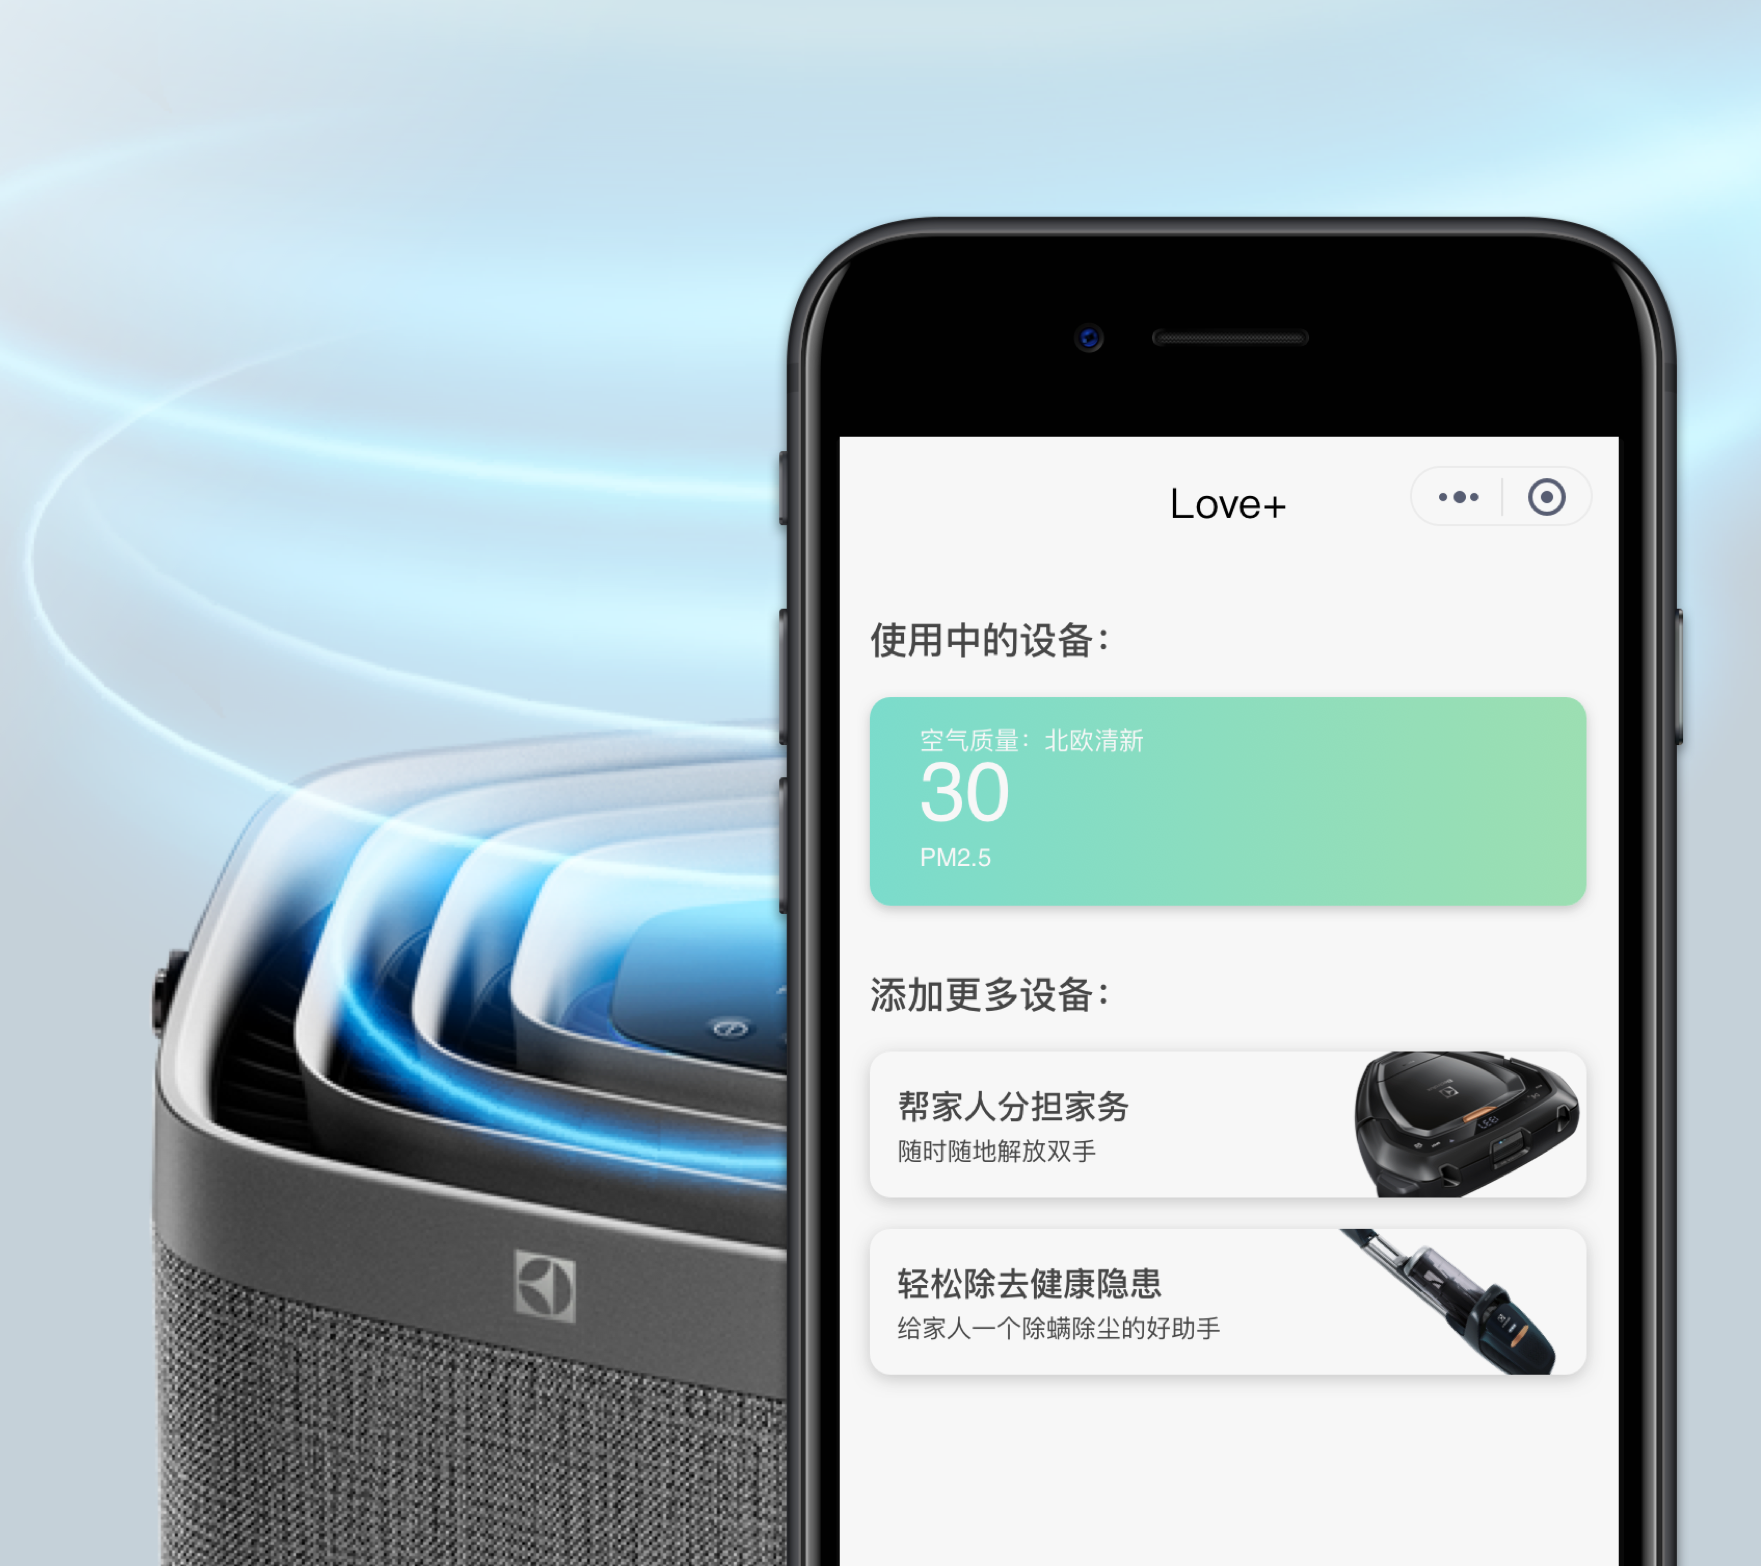 Love+
使用中的设备：
空气质量：北欧清新
30
PM2.5
添加更多设备：
帮家人分担家务
随时随地解放双手
轻松除去健康隐患
给家人一个除螨除尘的好助手